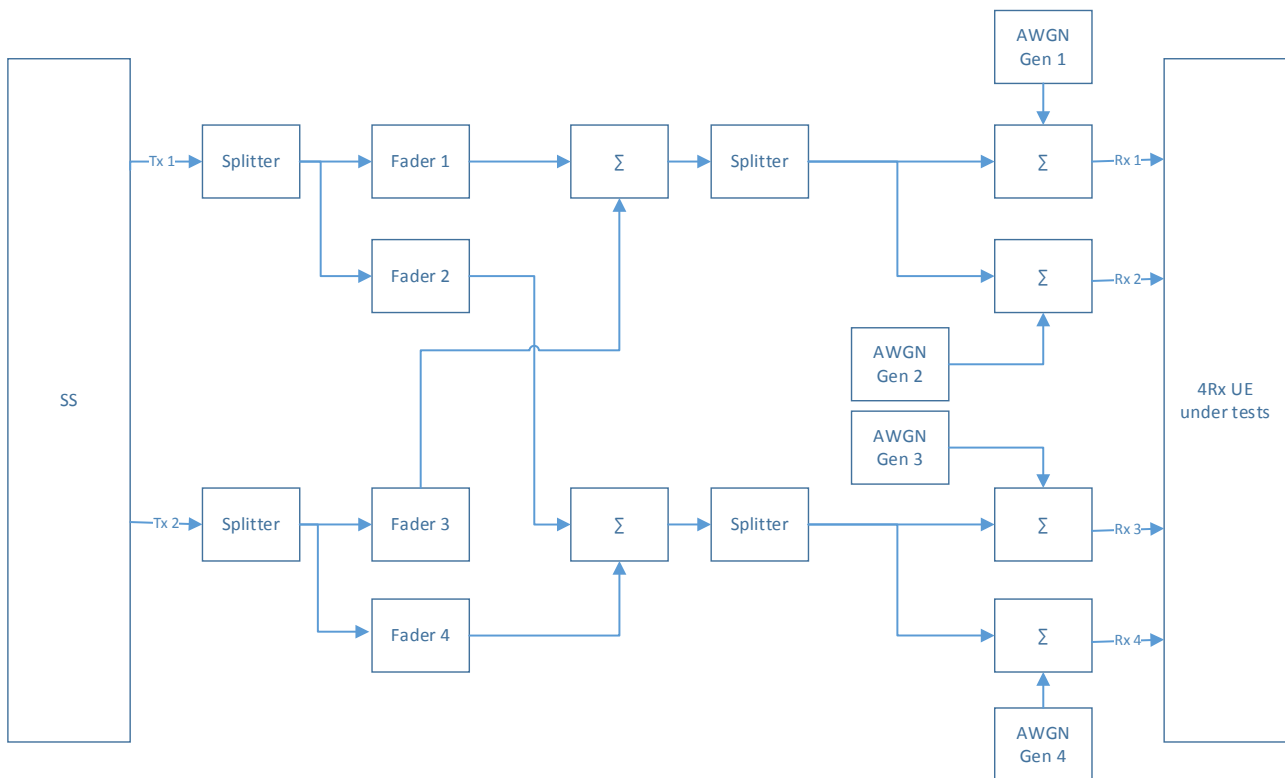 AWGN
Gen 1
Tx 1
Splitter
Fader 1
Σ
Splitter
Σ
Rx 1
Fader 2
Σ
Rx 2
AWGN
Gen 2
SS
4Rx UE
under tests
AWGN
Gen 3
Tx 2
Splitter
Fader 3
Σ
Splitter
Σ
Rx 3
Fader 4
Σ
Rx 4
AWGN
Gen 4